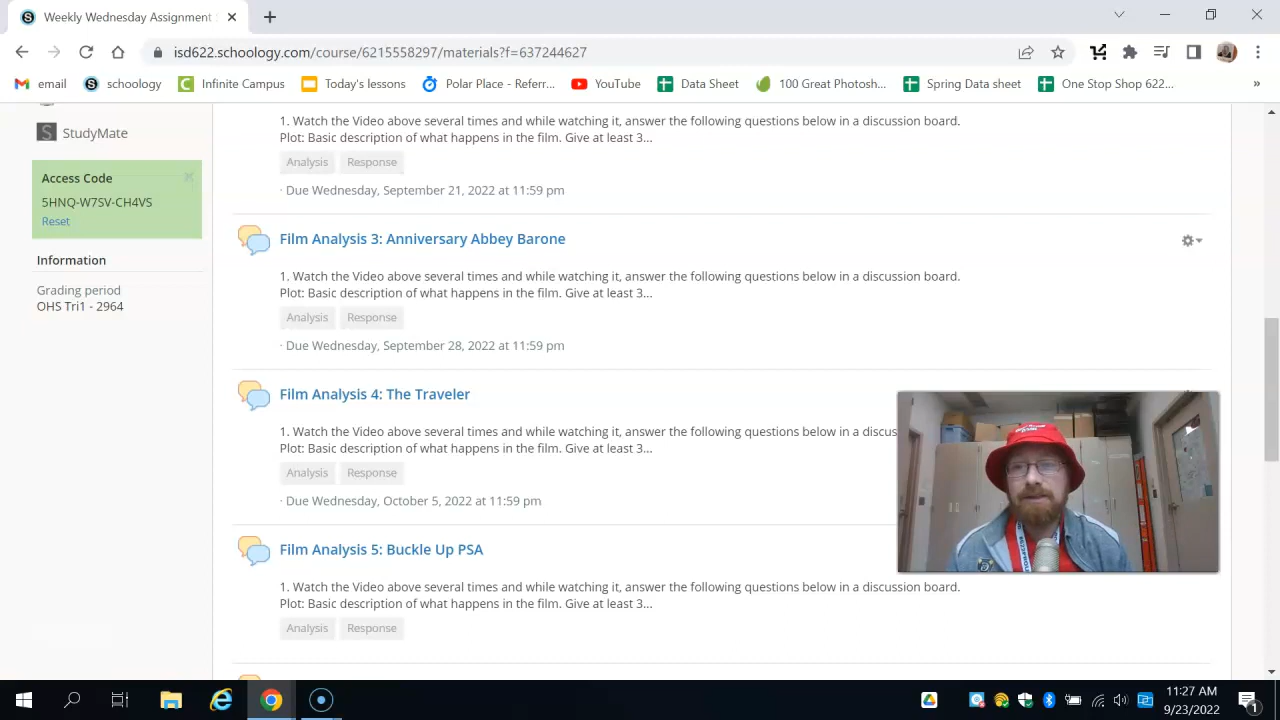 Weekly Wednesday Assignment
isd622.schoology.com/course/6215558297/materials?f=637244627
email
schoology
Infinite Campus
Today's lessons
Polar Place - Referr...
YouTube
Data Sheet
100 Great Photosh...
Spring Data sheet
One Stop Shop 622...
»
StudyMate
Access Code
5HNQ-W7SV-CH4VS
Reset
Information
Grading period
OHS Tri1 - 2964
1. Watch the Video above several times and while watching it, answer the following questions below in a discussion board.
Plot: Basic description of what happens in the film. Give at least 3...
Analysis Response
· Due Wednesday, September 21, 2022 at 11:59 pm
Film Analysis 3: Anniversary Abbey Barone
1. Watch the Video above several times and while watching it, answer the following questions below in a discussion board.
Plot: Basic description of what happens in the film. Give at least 3...
Analysis Response
· Due Wednesday, September 28, 2022 at 11:59 pm
Film Analysis 4: The Traveler
1. Watch the Video above several times and while watching it, answer the following questions below in a discus
Plot: Basic description of what happens in the film. Give at least 3...
Analysis Response
· Due Wednesday, October 5, 2022 at 11:59 pm
Film Analysis 5: Buckle Up PSA
1. Watch the Video above several times and while watching it, answer the following questions below in a discussion board.
Plot: Basic description of what happens in the film. Give at least 3...
Analysis Response
11:27 AM
9/23/2022
1